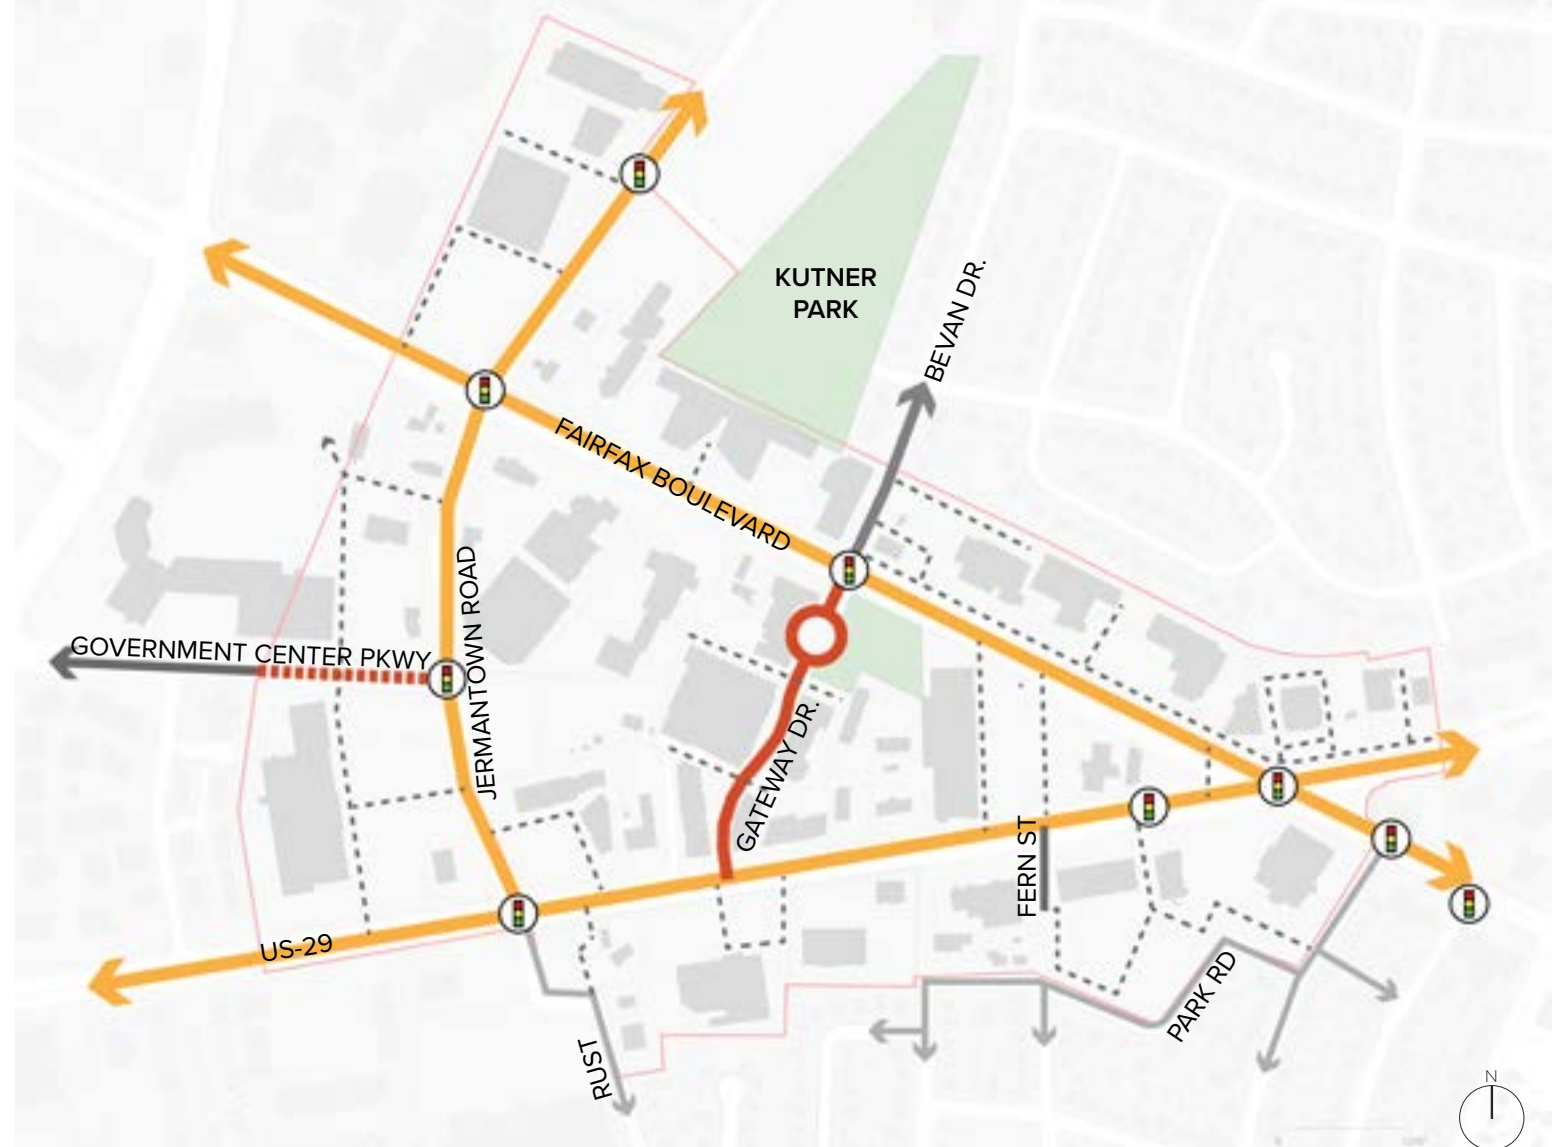 KUTNER
PARK
BEVAN DR.
FAIRFAX BOULEVARD
JERMANTOWN ROAD
GOVERNMENT CENTER PKWY
GATEWAY DR.
FERN ST
US-29
PARK RD
RUST
N